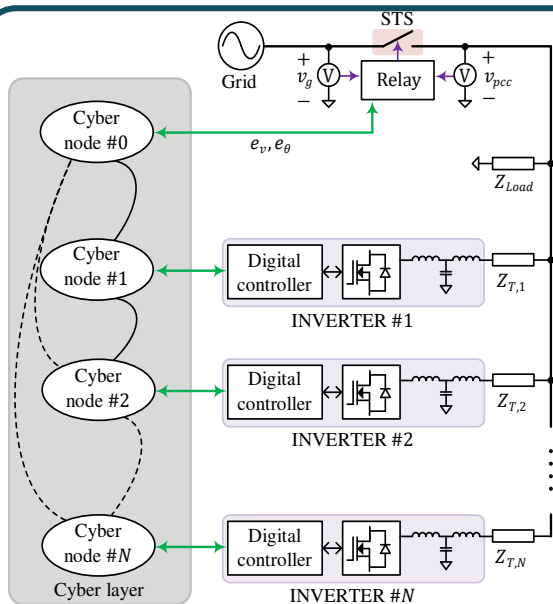 STS
Grid
+
v_g
−
V
Relay
V
+
v_pcc
−
Cyber
node #0
e_v, e_θ
Z_Load
Cyber
node #1
Digital
controller
Z_T,1
INVERTER #1
Cyber
node #2
Digital
controller
Z_T,2
INVERTER #2
Cyber
node #N
Digital
controller
Z_T,N
INVERTER #N
Cyber layer